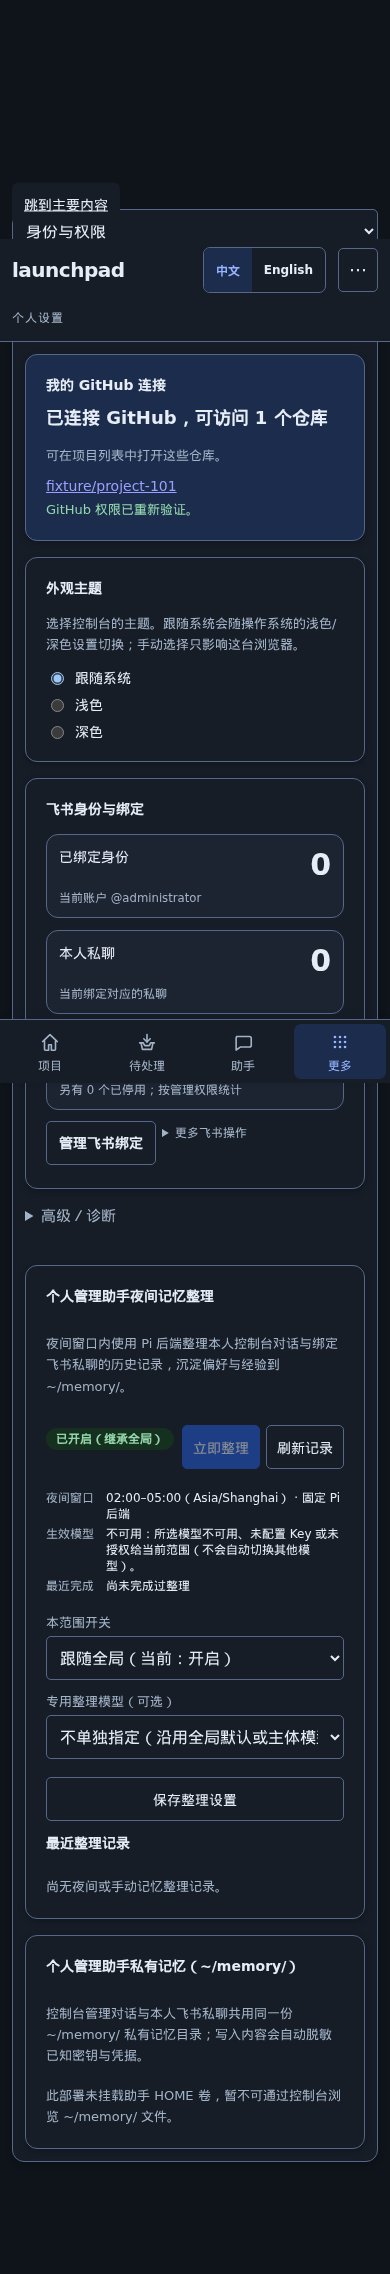 跳到主要内容
身份与权限
launchpad
中文
English
⋯
个人设置
我的 GitHub 连接
已连接 GitHub，可访问 1 个仓库
可在项目列表中打开这些仓库。
fixture/project-101
GitHub 权限已重新验证。
外观主题
选择控制台的主题。跟随系统会随操作系统的浅色/
深色设置切换；手动选择只影响这台浏览器。
跟随系统
浅色
深色
飞书身份与绑定
已绑定身份
0
当前账户 @administrator
本人私聊
0
当前绑定对应的私聊
项目
待处理
助手
更多
另有 0 个已停用；按管理权限统计
管理飞书绑定
▶ 更多飞书操作
▶ 高级 / 诊断
个人管理助手夜间记忆整理
夜间窗口内使用 Pi 后端整理本人控制台对话与绑定
飞书私聊的历史记录，沉淀偏好与经验到
~/memory/。
已开启（继承全局）
立即整理
刷新记录
夜间窗口 02:00–05:00（Asia/Shanghai） · 固定 Pi
后端
生效模型 不可用：所选模型不可用、未配置 Key 或未
授权给当前范围（不会自动切换其他模
型）。
最近完成 尚未完成过整理
本范围开关
跟随全局（当前：开启）
专用整理模型（可选）
不单独指定（沿用全局默认或主体模
保存整理设置
最近整理记录
尚无夜间或手动记忆整理记录。
个人管理助手私有记忆（~/memory/）
控制台管理对话与本人飞书私聊共用同一份
~/memory/ 私有记忆目录；写入内容会自动脱敏
已知密钥与凭据。
此部署未挂载助手 HOME 卷，暂不可通过控制台浏
览 ~/memory/ 文件。